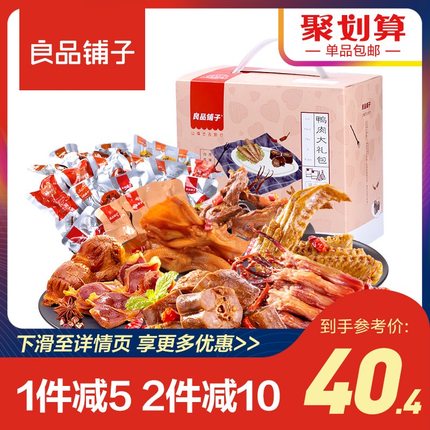 良品铺子
聚划算
单品包邮
良品铺子
鸭肉大礼包
下滑至详情页 享更多优惠>>
到手参考价:
1件减5 2件减10
40.4